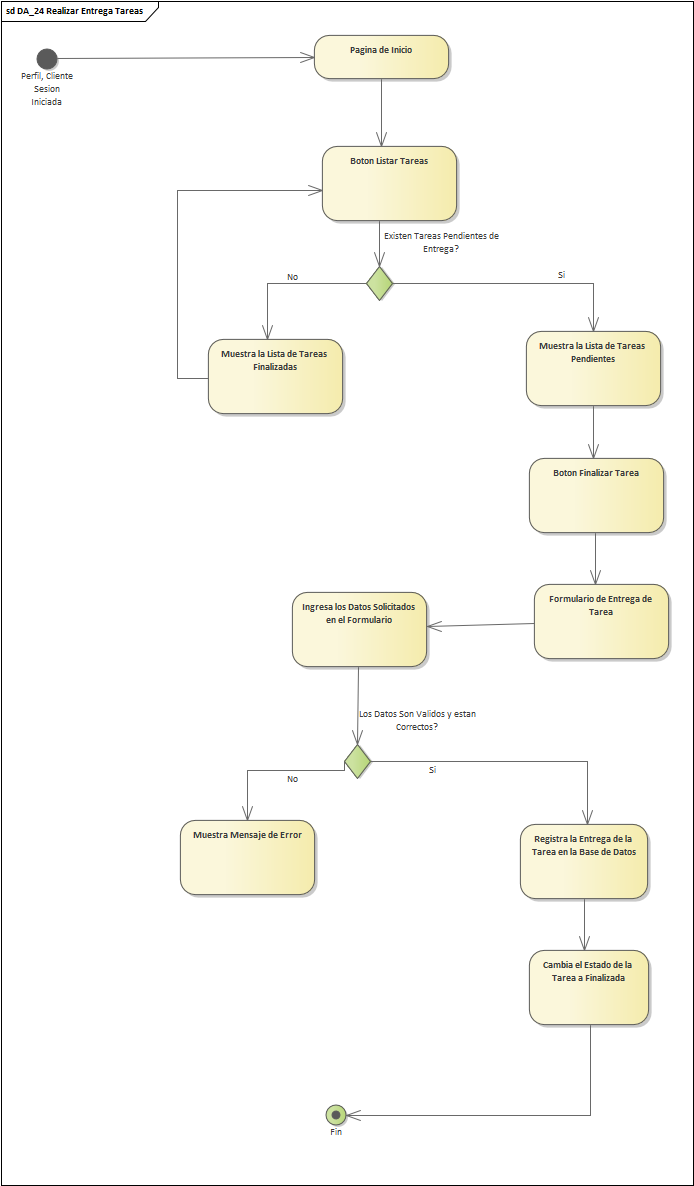 sd DA_24 Realizar Entrega Tareas
Pagina de Inicio
Perfil, Cliente
Sesion
Iniciada
Boton Listar Tareas
Existen Tareas Pendientes de
Entrega?
No
Si
Muestra la Lista de Tareas
Finalizadas
Muestra la Lista de Tareas
Pendientes
Boton Finalizar Tarea
Formulario de Entrega de
Tarea
Ingresa los Datos Solicitados
en el Formulario
Los Datos Son Validos y estan
Correctos?
No
Si
Muestra Mensaje de Error
Registra la Entrega de la
Tarea en la Base de Datos
Cambia el Estado de la
Tarea a Finalizada
Fin